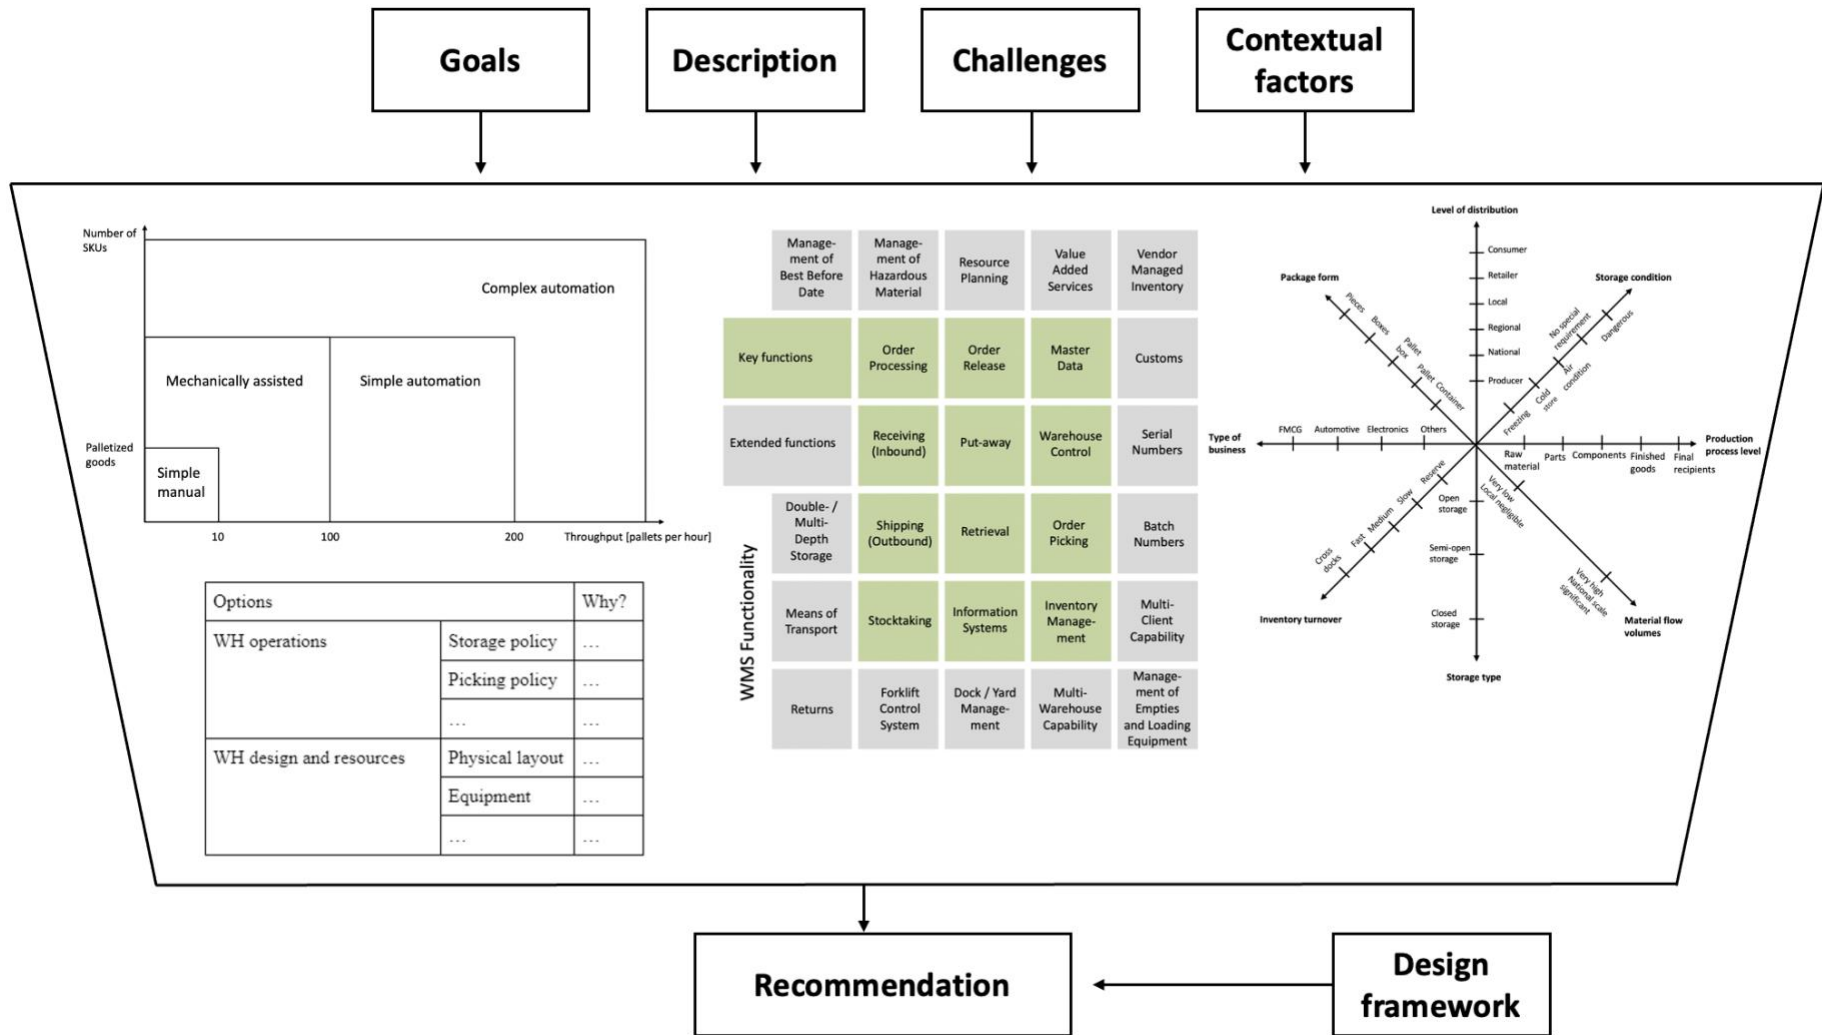 Goals
Description
Challenges
Contextual
factors
Number of
SKUs
Complex automation
Mechanically assisted
Simple automation
Palletized
goods
Simple
manual
10
100
200
Throughput [pallets per hour]
Options
Why?
WH operations
Storage policy
...
Picking policy
...
...
...
WH design and resources
Physical layout
...
Equipment
...
...
...
WMS Functionality
Manage-
ment of
Best Before
Date
Manage-
ment of
Hazardous
Material
Resource
Planning
Value
Added
Services
Vendor
Managed
Inventory
Key functions
Order
Processing
Order
Release
Master
Data
Customs
Extended functions
Receiving
(Inbound)
Put-away
Warehouse
Control
Serial
Numbers
Double- /
Multi-
Depth
Storage
Shipping
(Outbound)
Retrieval
Order
Picking
Batch
Numbers
Means of
Transport
Stocktaking
Information
Systems
Inventory
Manage-
ment
Multi-
Client
Capability
Returns
Forklift
Control
System
Dock / Yard
Manage-
ment
Multi-
Warehouse
Capability
Manage-
ment of
Empties
and Loading
Equipment
Level of distribution
Consumer
Retailer
Local
Regional
National
Producer
Package form
Pieces
Boxes
Pallet
box
Pallet
Container
Storage condition
Dangerous
No special
requirement
Air
condition
Cold
store
Freezing
Type of
business
FMCG
Automotive
Electronics
Others
Production
process level
Raw
material
Parts
Components
Finished
goods
Final
recipients
Inventory turnover
Cross
docks
Fast
Medium
Slow
Reserve
Open
storage
Semi-open
storage
Closed
storage
Storage type
Very low
Local negligible
Very high
National scale
significant
Material flow
volumes
Recommendation
Design
framework